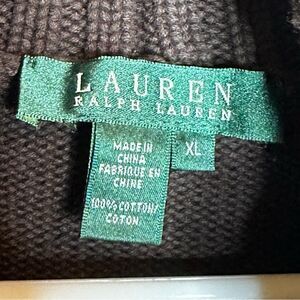 LAUREN
RALPH LAUREN
MADE IN
CHINA
FABRIQUÉ EN
CHINE
100% COTTON/
COTON
XL